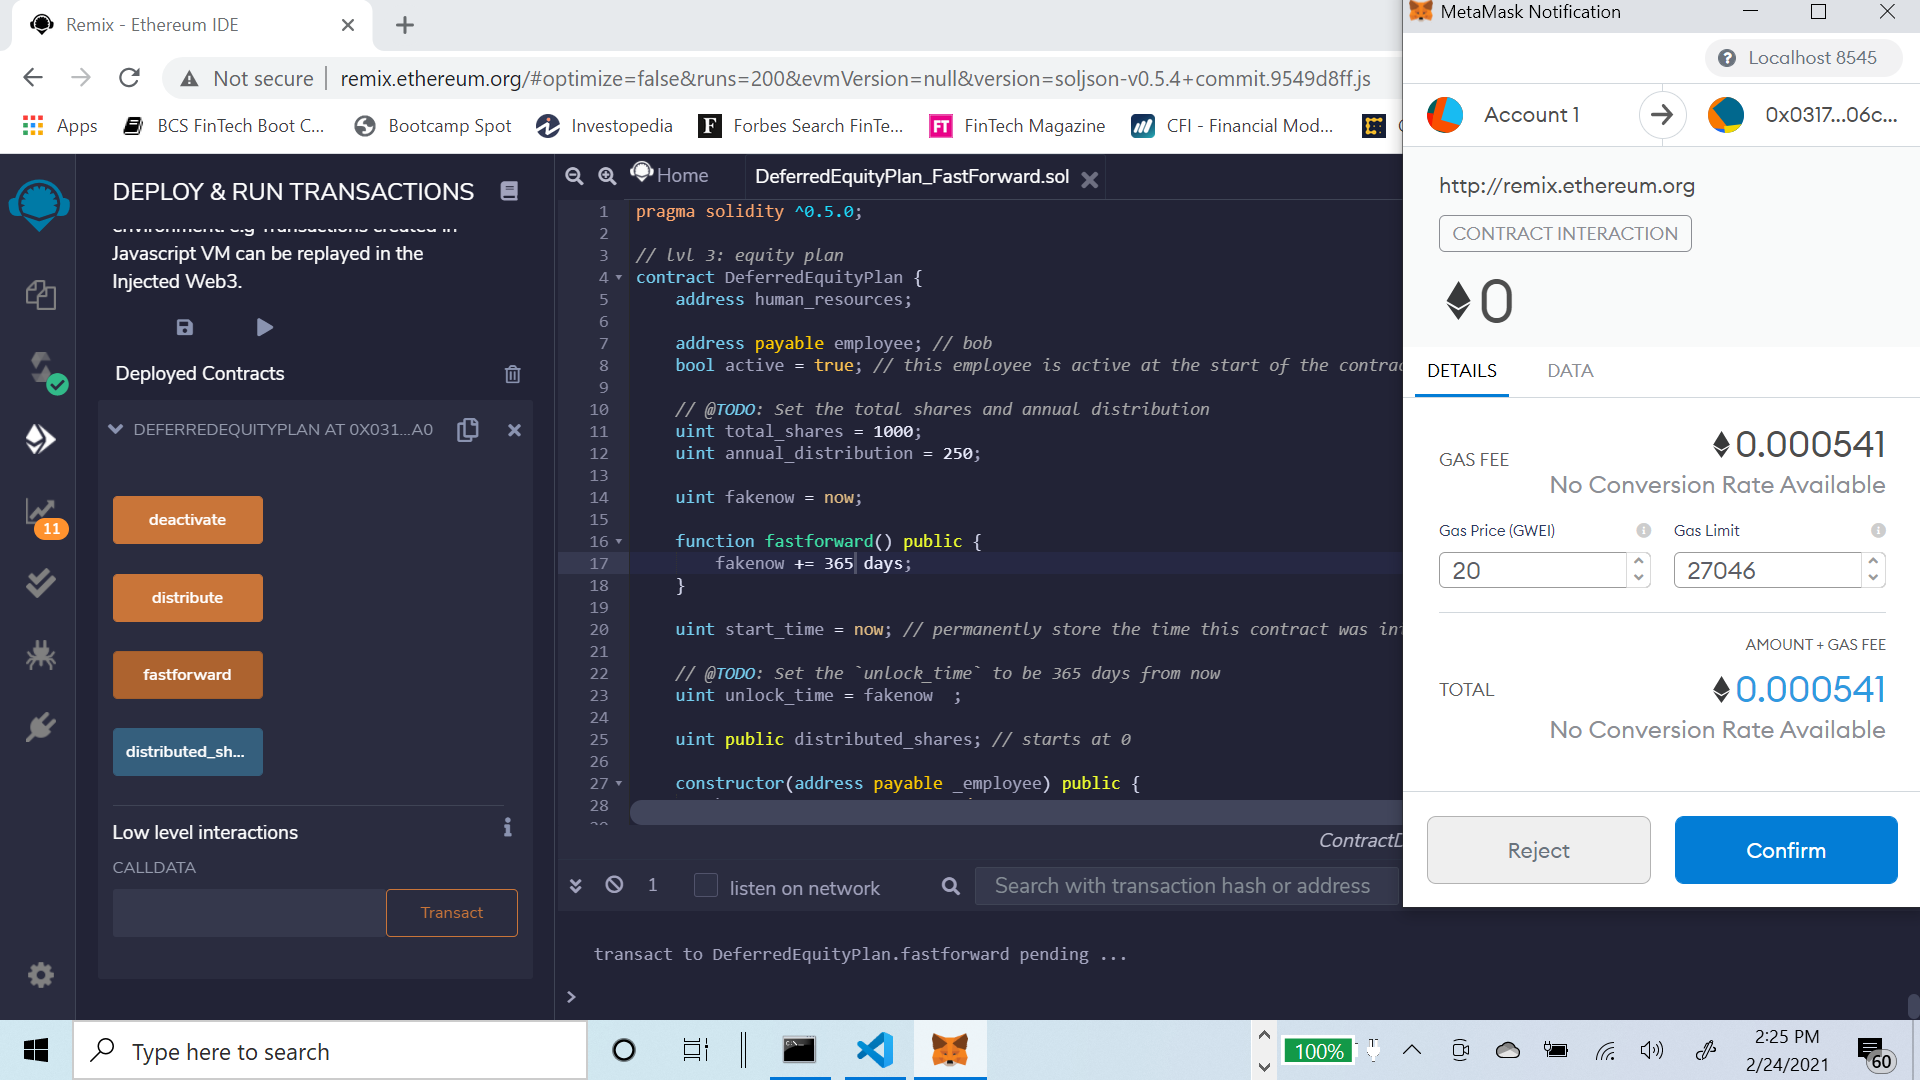 Remix - Ethereum IDE
Not secure
remix.ethereum.org/#optimize=false&runs=200&evmVersion=null&version=soljson-v0.5.4+commit.9549d8ff.js
Apps
BCS FinTech Boot C...
Bootcamp Spot
Investopedia
Forbes Search FinTe...
FT FinTech Magazine
CFI - Financial Mod...
DEPLOY & RUN TRANSACTIONS
Javascript VM can be replayed in the
Injected Web3.
Deployed Contracts
DEFERREDEQUITYPLAN AT 0X031...A0
deactivate
distribute
fastforward
distributed_sh...
Low level interactions
CALLDATA
Transact
11
Home
DeferredEquityPlan_FastForward.sol
1 pragma solidity ^0.5.0;
2
3 // lvl 3: equity plan
4 contract DeferredEquityPlan {
5 address human_resources;
6
7 address payable employee; // bob
8 bool active = true; // this employee is active at the start of the contrac
9
10 // @TODO: Set the total shares and annual distribution
11 uint total_shares = 1000;
12 uint annual_distribution = 250;
13
14 uint fakenow = now;
15
16 function fastforward() public {
17 fakenow += 365 days;
18 }
19
20 uint start_time = now; // permanently store the time this contract was in
21
22 // @TODO: Set the `unlock_time` to be 365 days from now
23 uint unlock_time = fakenow ;
24
25 uint public distributed_shares; // starts at 0
26
27 constructor(address payable _employee) public {
28
ContractD
1
listen on network
Search with transaction hash or address
transact to DeferredEquityPlan.fastforward pending ...
>
MetaMask Notification
Localhost 8545
Account 1
0x0317...06c...
http://remix.ethereum.org
CONTRACT INTERACTION
0
DETAILS
DATA
GAS FEE
0.000541
No Conversion Rate Available
Gas Price (GWEI)
Gas Limit
20
27046
AMOUNT + GAS FEE
TOTAL
0.000541
No Conversion Rate Available
Reject
Confirm
Type here to search
100%
2:25 PM
2/24/2021
60